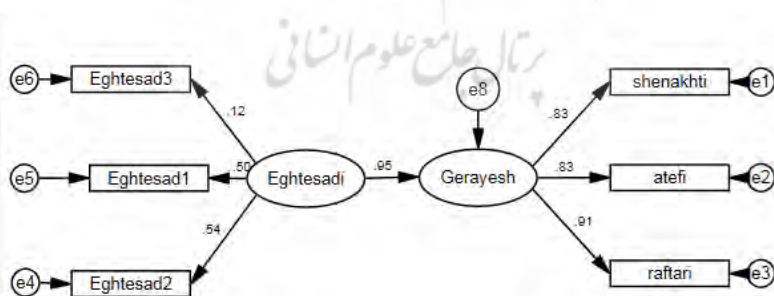 پرتال جامع علوم انسانی
e6
Eghtesad3
.12
e5
Eghtesad1
.50
Eghtesadi
.54
e4
Eghtesad2
.95
e8
Gerayesh
.83
shenakhti
e1
.83
atefi
e2
.91
raftari
e3